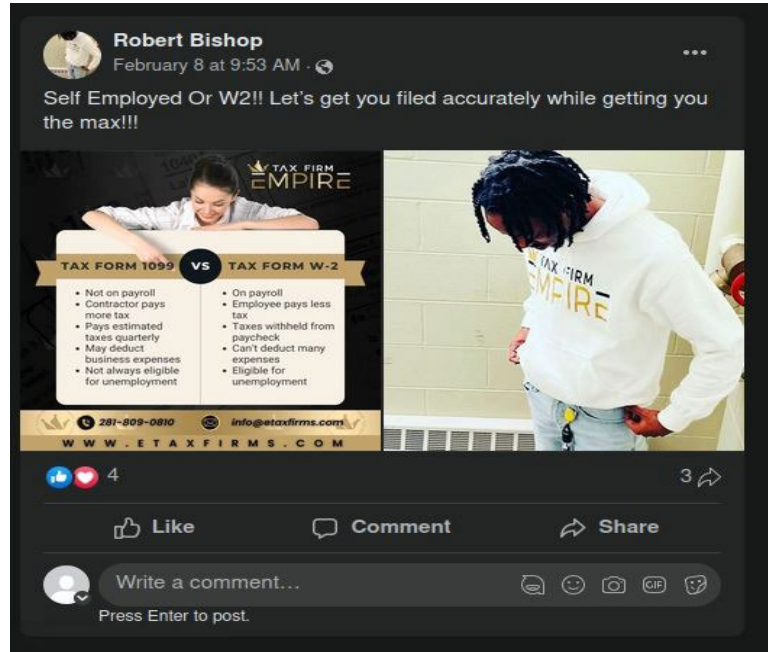 Robert Bishop
February 8 at 9:53 AM ·
Self Employed Or W2!! Let's get you filed accurately while getting you
the max!!!
TAX FIRM
EMPIRE
TAX FORM 1099 VS TAX FORM W-2
• Not on payroll
• Contractor pays
more tax
• Pays estimated
taxes quarterly
• May deduct
business expenses
• Not always eligible
for unemployment
• On payroll
• Employee pays less
tax
• Taxes withheld from
paycheck
• Can't deduct many
expenses
• Eligible for
unemployment
281-809-0810 info@etaxfirms.com
WWW.ETAXFIRMS.COM
TAX FIRM
EMPIRE
4
3
Like Comment Share
Write a comment...
GIF
Press Enter to post.